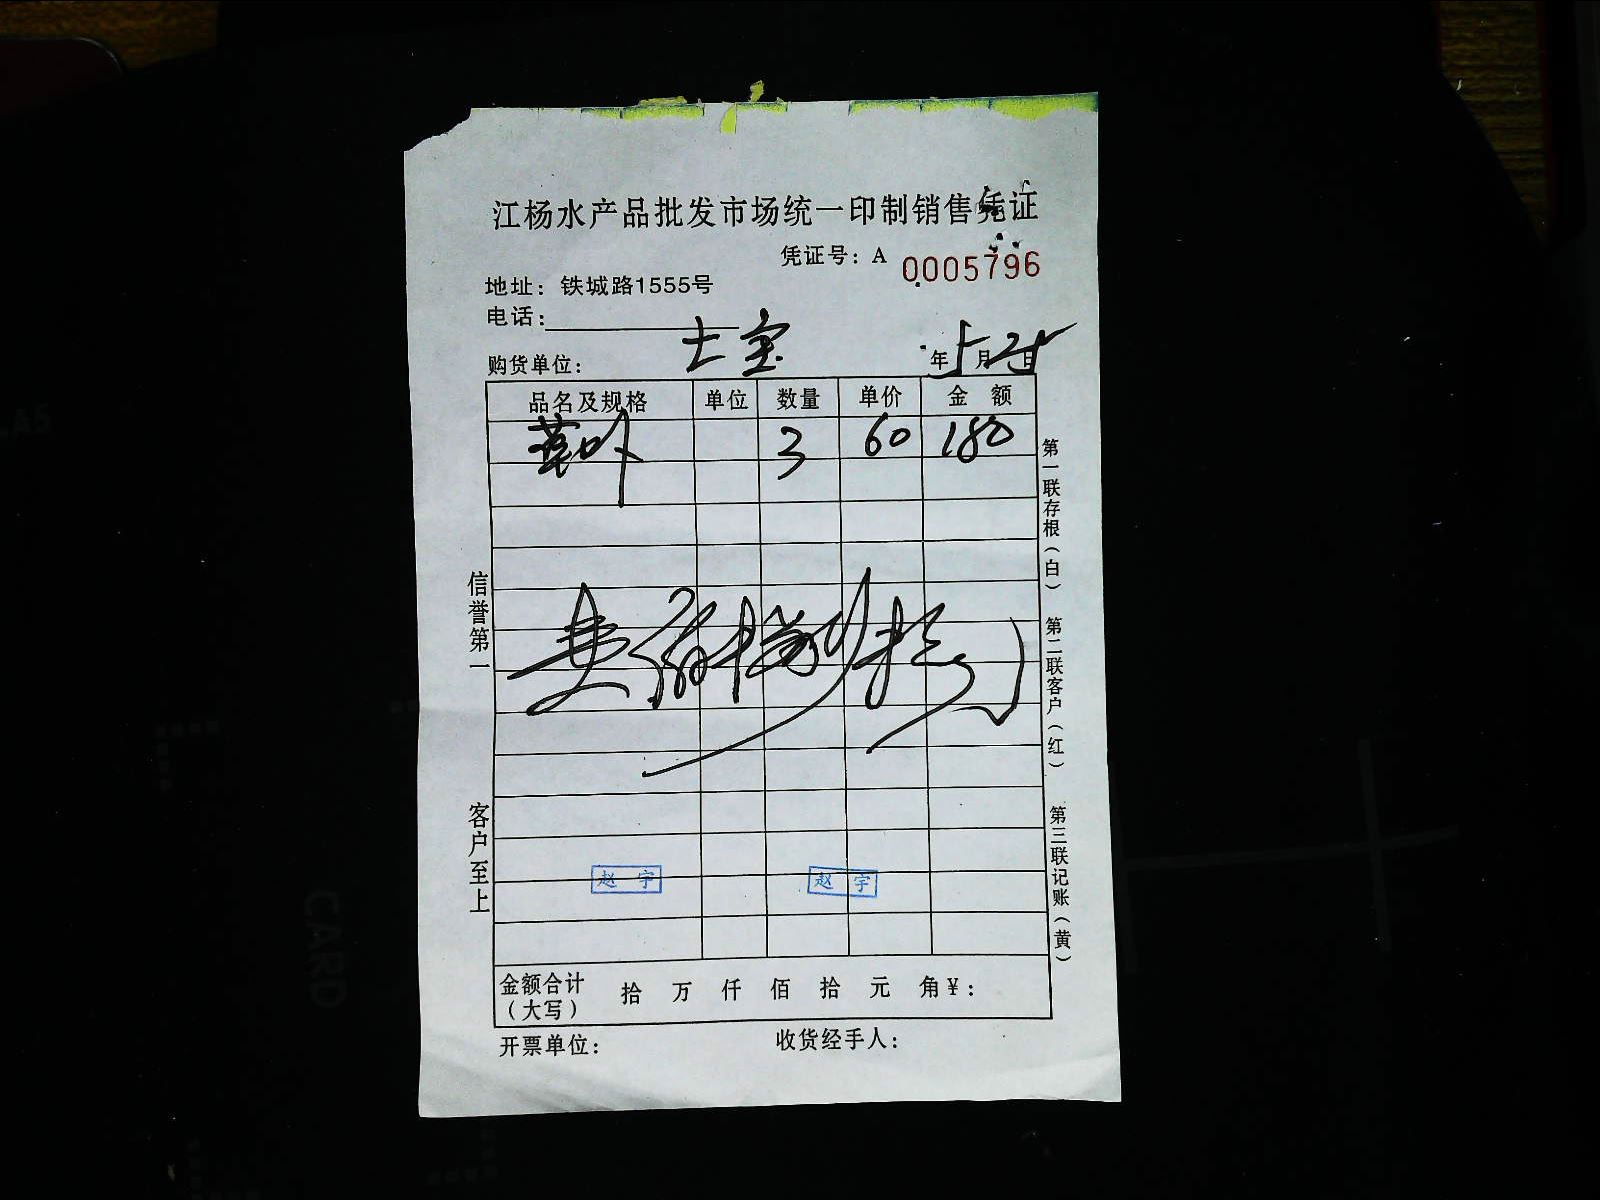 江杨水产品批发市场统一印制销售凭证
凭证号：A 0005796
地址：铁城路1555号
电话：
购货单位： 七宝 年 5 月 日
品名及规格 单位 数量 单价 金额
3 60 180
信誉第一
客户至上
第一联存根（白）
第二联客户（红）
第三联记账（黄）
赵宇 赵宇
金额合计（大写） 拾 万 仟 佰 拾 元 角 ¥：
开票单位： 收货经手人：